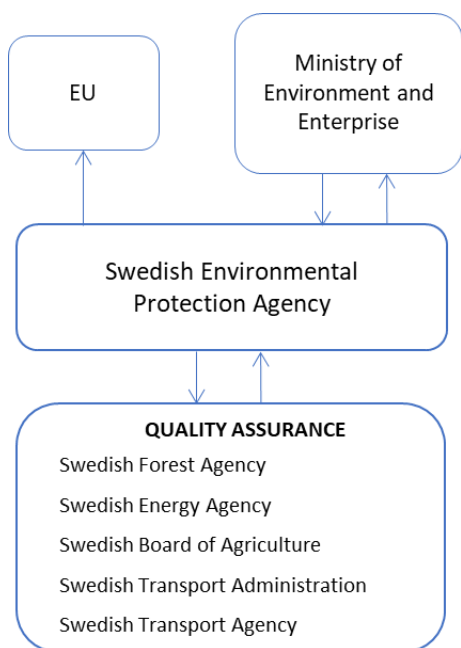 EU
Ministry of
Environment and
Enterprise
Swedish Environmental
Protection Agency
QUALITY ASSURANCE
Swedish Forest Agency
Swedish Energy Agency
Swedish Board of Agriculture
Swedish Transport Administration
Swedish Transport Agency